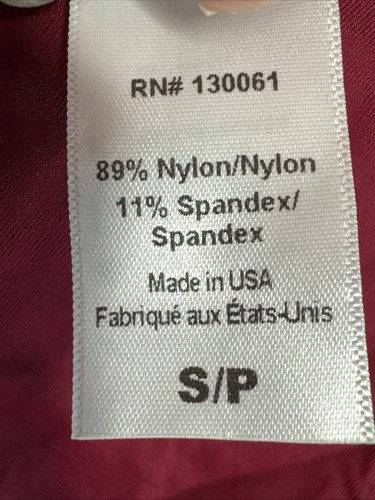 RN# 130061
89% Nylon/Nylon
11% Spandex/
Spandex
Made in USA
Fabriqué aux États-Unis
S/P